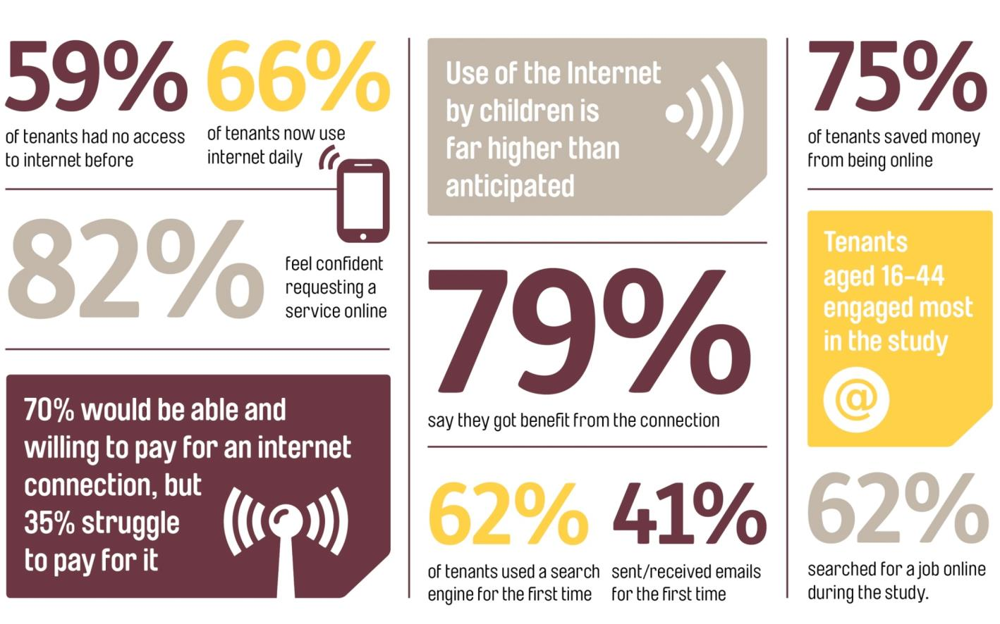 59%
of tenants had no access
to internet before
66%
of tenants now use
internet daily
82%
feel confident
requesting a
service online
70% would be able and
willing to pay for an internet
connection, but
35% struggle
to pay for it
Use of the Internet
by children is
far higher than
anticipated
79%
say they got benefit from the connection
62%
of tenants used a search
engine for the first time
41%
sent/received emails
for the first time
75%
of tenants saved money
from being online
Tenants
aged 16-44
engaged most
in the study
@
62%
searched for a job online
during the study.